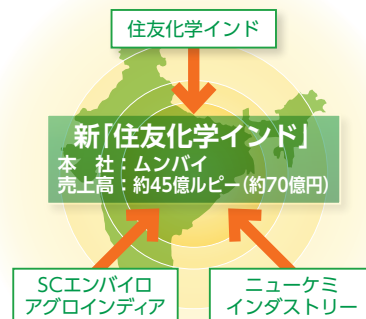 住友化学インド
新「住友化学インド」
本　社：ムンバイ
売上高：約45億ルピー（約70億円）
SCエンバイロ
アグロインディア
ニューケミ
インダストリー